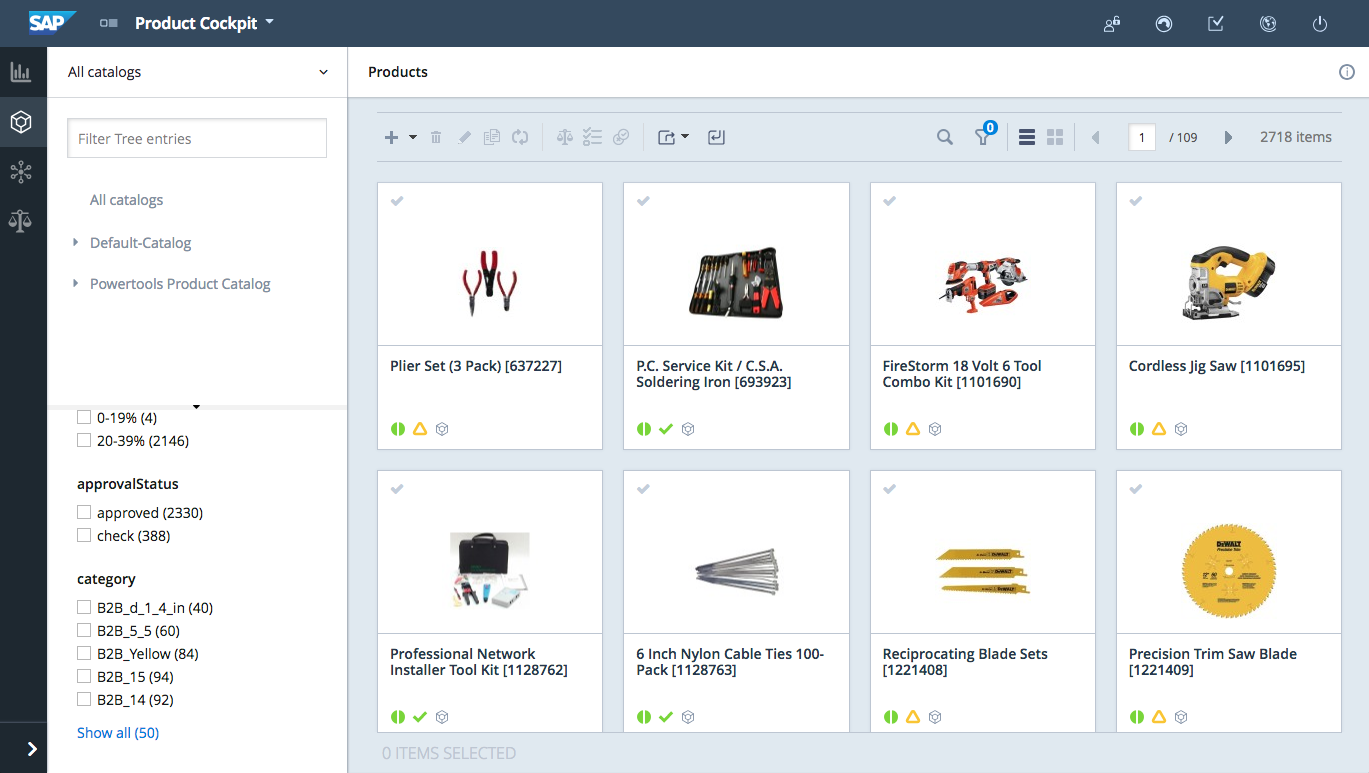 SAP
Product Cockpit
All catalogs
Products
Filter Tree entries
0
1
/ 109
2718 items
All catalogs
Default-Catalog
Powertools Product Catalog
0-19% (4)
20-39% (2146)
approvalStatus
approved (2330)
check (388)
category
B2B_d_1_4_in (40)
B2B_5_5 (60)
B2B_Yellow (84)
B2B_15 (94)
B2B_14 (92)
Show all (50)
Plier Set (3 Pack) [637227]
P.C. Service Kit / C.S.A.
Soldering Iron [693923]
FireStorm 18 Volt 6 Tool
Combo Kit [1101690]
Cordless Jig Saw [1101695]
DEWALT
Precision Trim
Professional Network
Installer Tool Kit [1128762]
6 Inch Nylon Cable Ties 100-
Pack [1128763]
Reciprocating Blade Sets
[1221408]
Precision Trim Saw Blade
[1221409]
0 ITEMS SELECTED